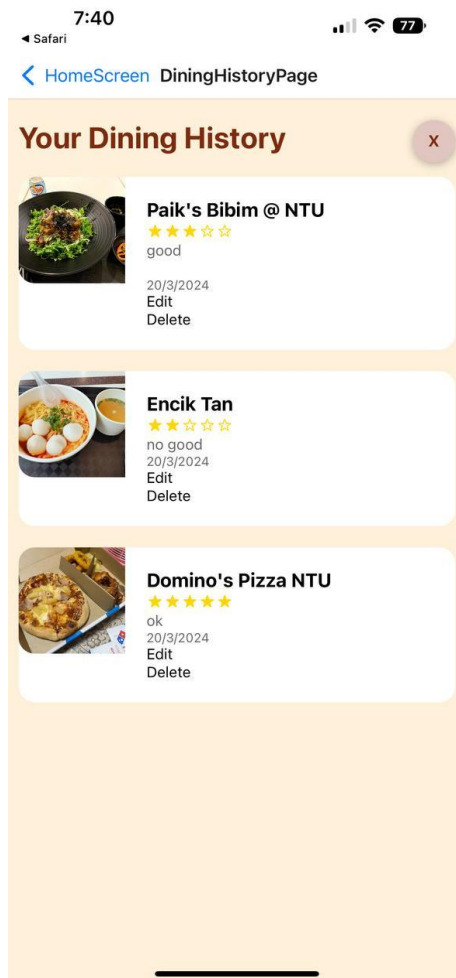 7:40
77
◄ Safari
HomeScreen DiningHistoryPage
Your Dining History
X
Paik's Bibim @ NTU
good
20/3/2024
Edit
Delete
Encik Tan
no good
20/3/2024
Edit
Delete
Domino's Pizza NTU
ok
20/3/2024
Edit
Delete